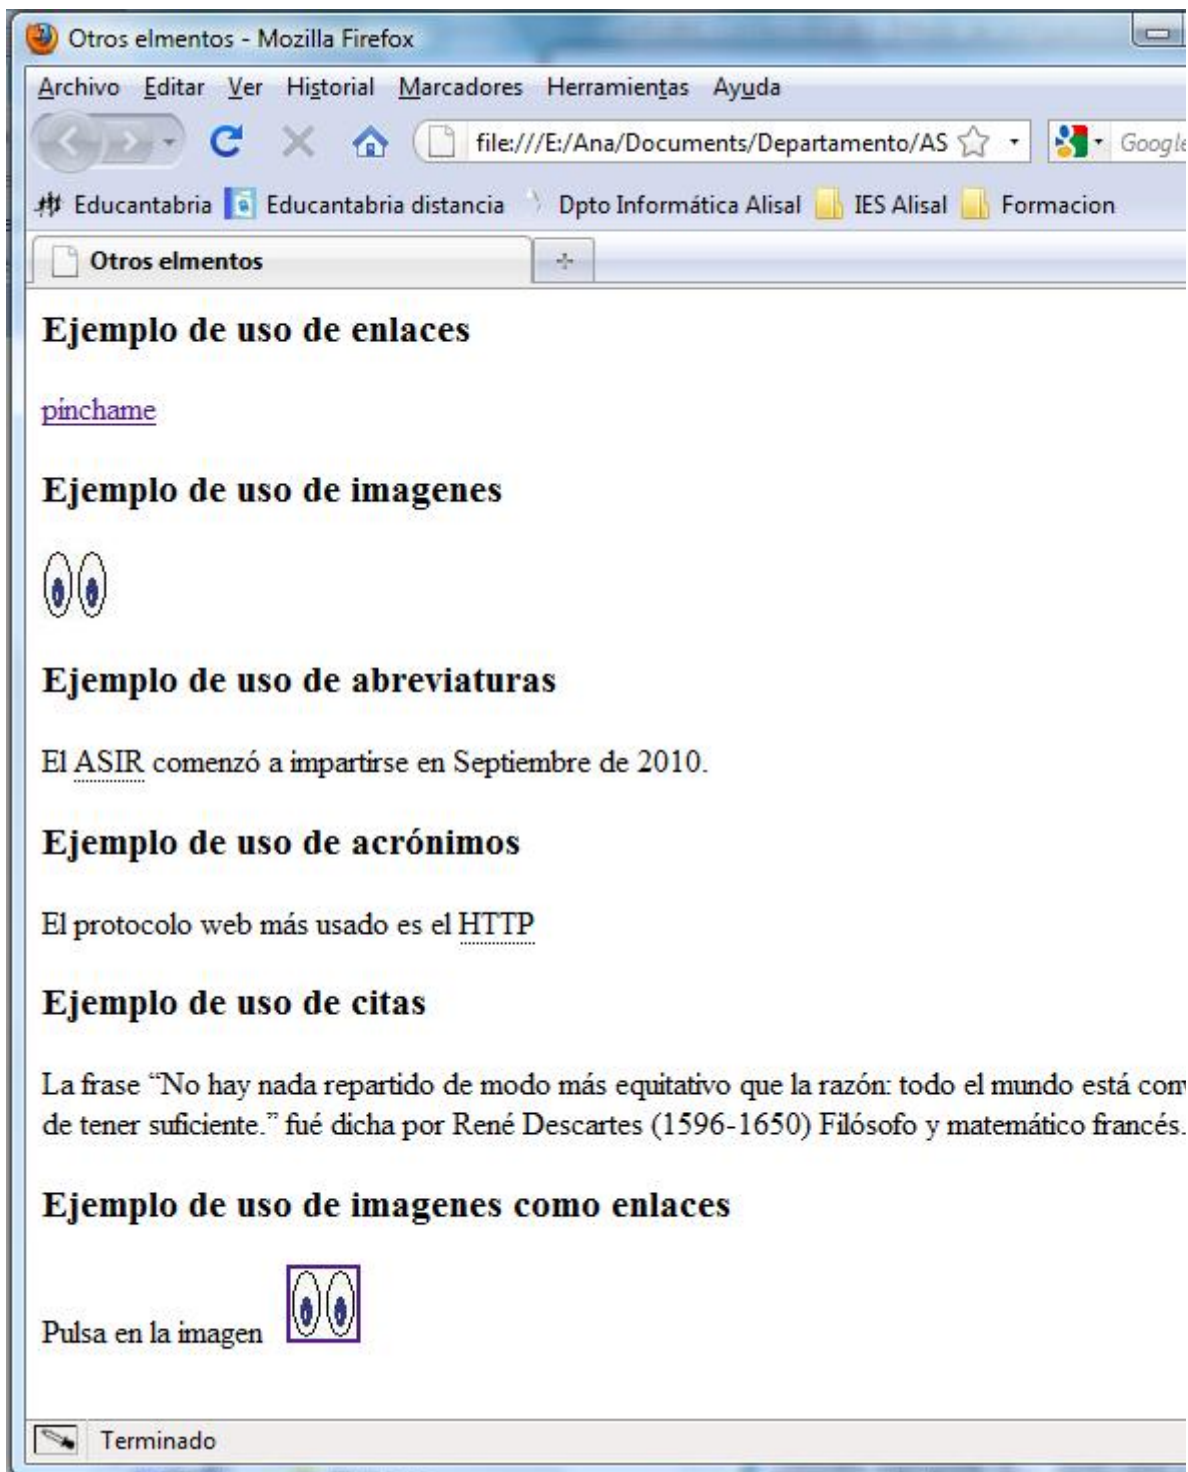 Otros elmentos - Mozilla Firefox
Archivo Editar Ver Historial Marcadores Herramientas Ayuda
file:///E:/Ana/Documents/Departamento/AS Google
Educantabria Educantabria distancia Dpto Informática Alisal IES Alisal Formacion
Otros elmentos
Ejemplo de uso de enlaces
pinchame
Ejemplo de uso de imagenes
Ejemplo de uso de abreviaturas
El ASIR comenzó a impartirse en Septiembre de 2010.
Ejemplo de uso de acrónimos
El protocolo web más usado es el HTTP
Ejemplo de uso de citas
La frase “No hay nada repartido de modo más equitativo que la razón: todo el mundo está
de tener suficiente.” fué dicha por René Descartes (1596-1650) Filósofo y matemático francés.
Ejemplo de uso de imagenes como enlaces
Pulsa en la imagen
Terminado